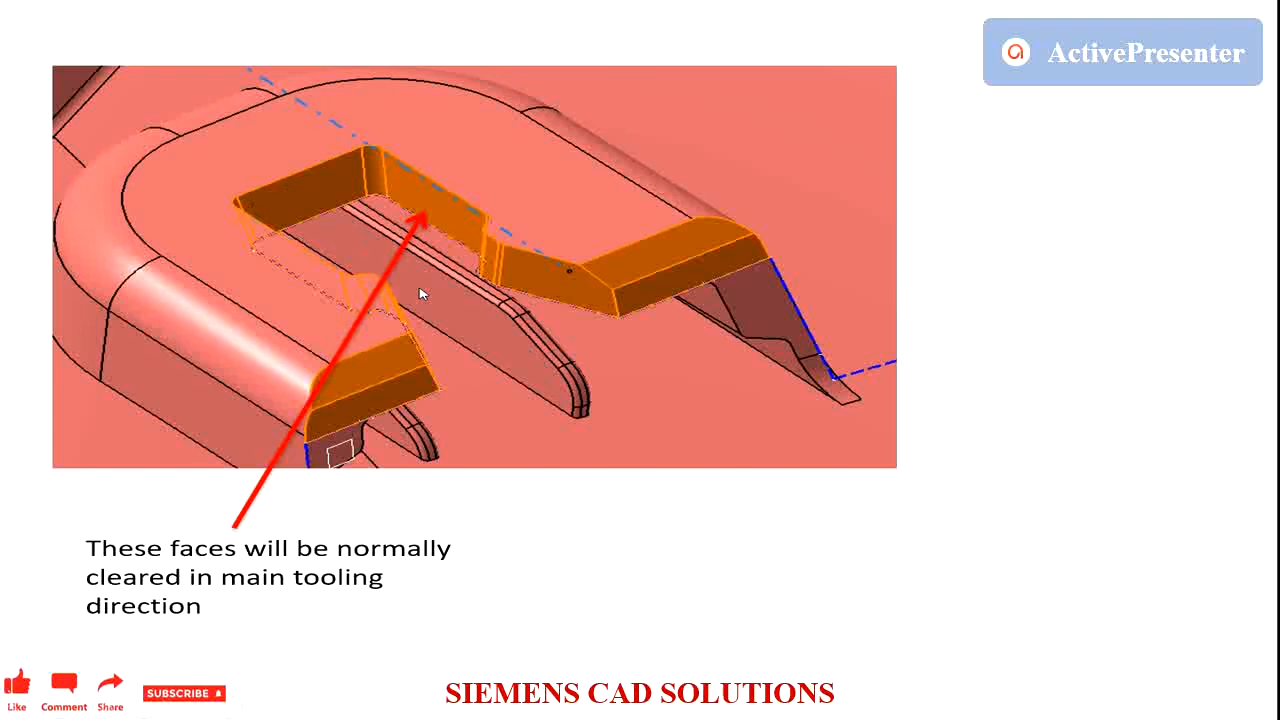 ActivePresenter
These faces will be normally
cleared in main tooling
direction
Like Comment Share
SUBSCRIBE
SIEMENS CAD SOLUTIONS